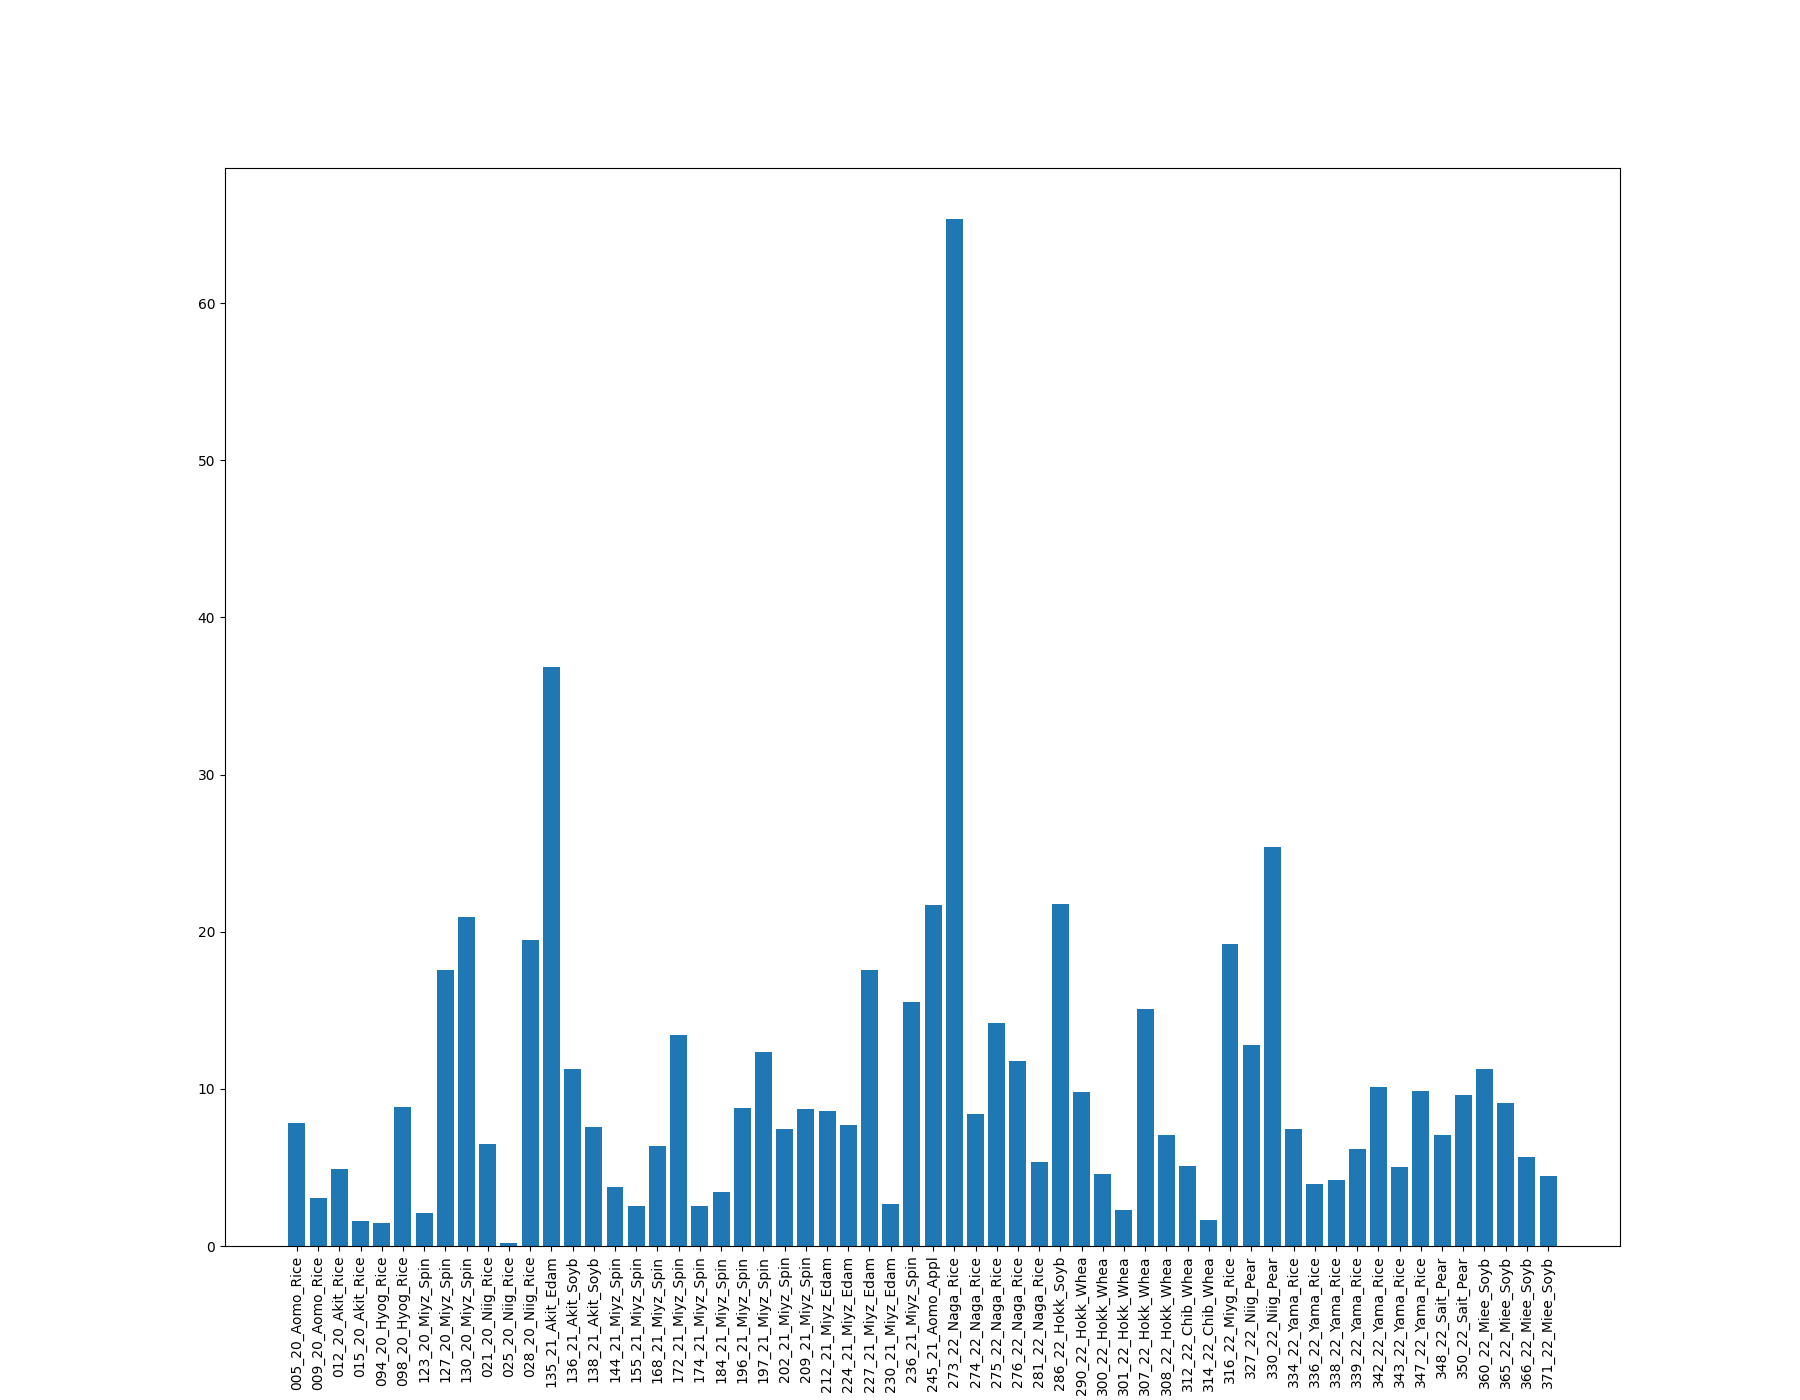 60
50
40
30
20
10
0
005_20_Aomo_Rice
009_20_Aomo_Rice
012_20_Akit_Rice
015_20_Akit_Rice
094_20_Hyog_Rice
098_20_Hyog_Rice
123_20_Miyz_Spin
127_20_Miyz_Spin
130_20_Miyz_Spin
021_20_Niig_Rice
025_20_Niig_Rice
028_20_Niig_Rice
135_21_Akit_Edam
136_21_Akit_Soyb
138_21_Akit_Soyb
144_21_Miyz_Spin
155_21_Miyz_Spin
168_21_Miyz_Spin
172_21_Miyz_Spin
174_21_Miyz_Spin
184_21_Miyz_Spin
196_21_Miyz_Spin
197_21_Miyz_Spin
202_21_Miyz_Spin
209_21_Miyz_Spin
212_21_Miyz_Edam
224_21_Miyz_Edam
227_21_Miyz_Edam
230_21_Miyz_Edam
236_21_Miyz_Spin
245_21_Aomo_Appl
273_22_Naga_Rice
274_22_Naga_Rice
275_22_Naga_Rice
276_22_Naga_Rice
281_22_Naga_Rice
286_22_Hokk_Soyb
290_22_Hokk_Whea
300_22_Hokk_Whea
301_22_Hokk_Whea
307_22_Hokk_Whea
308_22_Hokk_Whea
312_22_Chib_Whea
314_22_Chib_Whea
316_22_Miyg_Rice
327_22_Niig_Pear
330_22_Niig_Pear
334_22_Yama_Rice
336_22_Yama_Rice
338_22_Yama_Rice
339_22_Yama_Rice
342_22_Yama_Rice
343_22_Yama_Rice
347_22_Yama_Rice
348_22_Sait_Pear
350_22_Sait_Pear
360_22_Miee_Soyb
365_22_Miee_Soyb
366_22_Miee_Soyb
371_22_Miee_Soyb